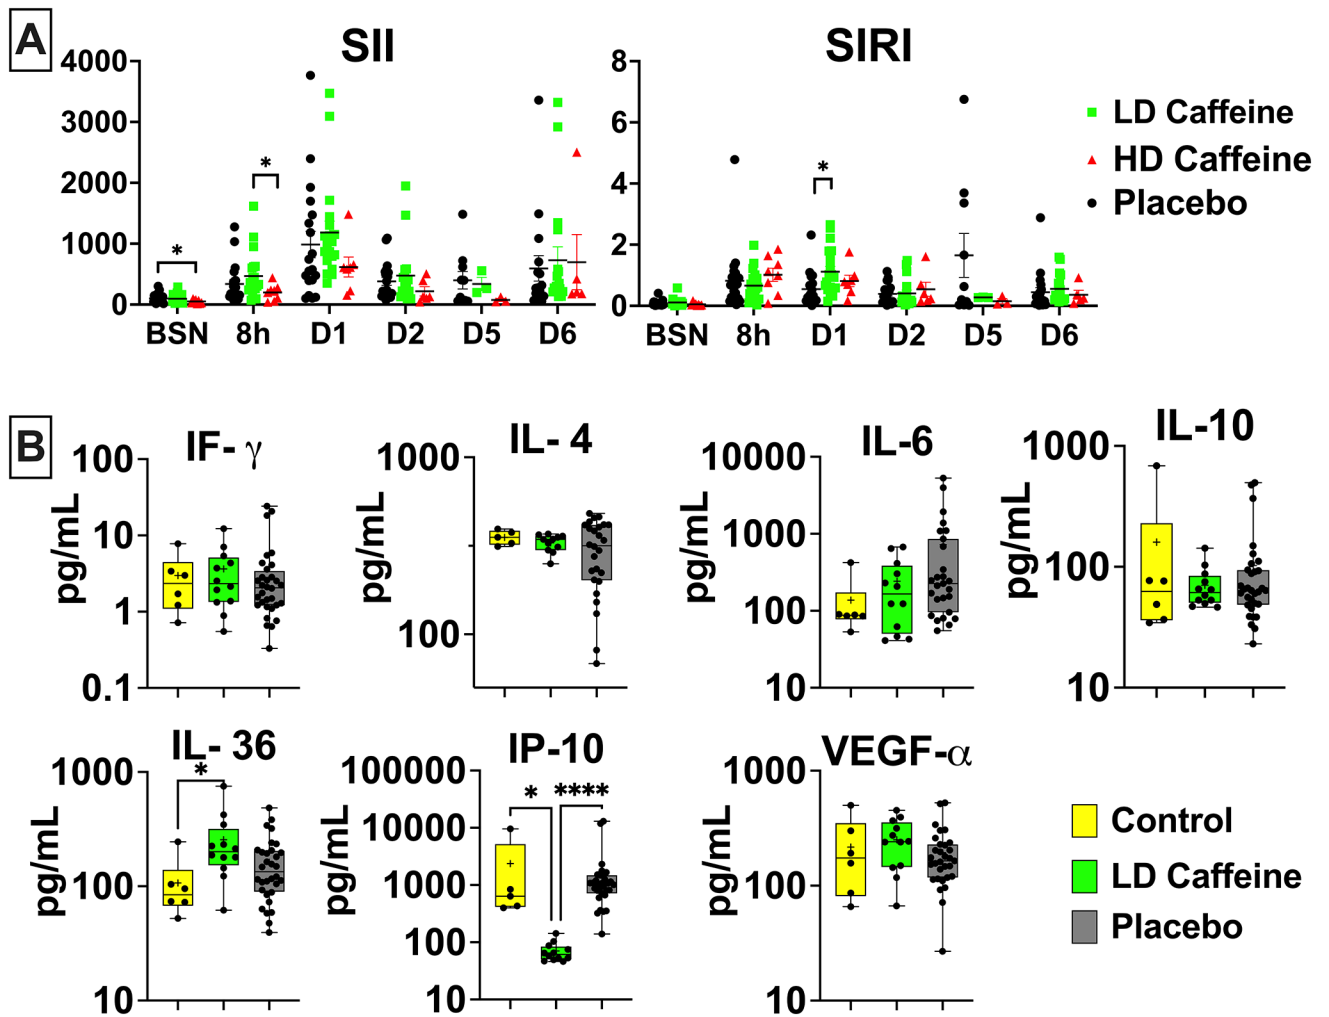 A
SII
SIRI
4000
3000
2000
1000
0
*
*
BSN 8h D1 D2 D5 D6
8
6
4
2
0
*
BSN 8h D1 D2 D5 D6
LD Caffeine
HD Caffeine
Placebo
B
IF- γ
pg/mL
100
10
1
0.1
IL- 4
pg/mL
1000
100
IL-6
pg/mL
10000
1000
100
10
IL-10
pg/mL
1000
100
10
IL- 36
pg/mL
1000
100
10
*
IP-10
pg/mL
100000
10000
1000
100
10
* ****
VEGF-α
pg/mL
1000
100
10
Control
LD Caffeine
Placebo